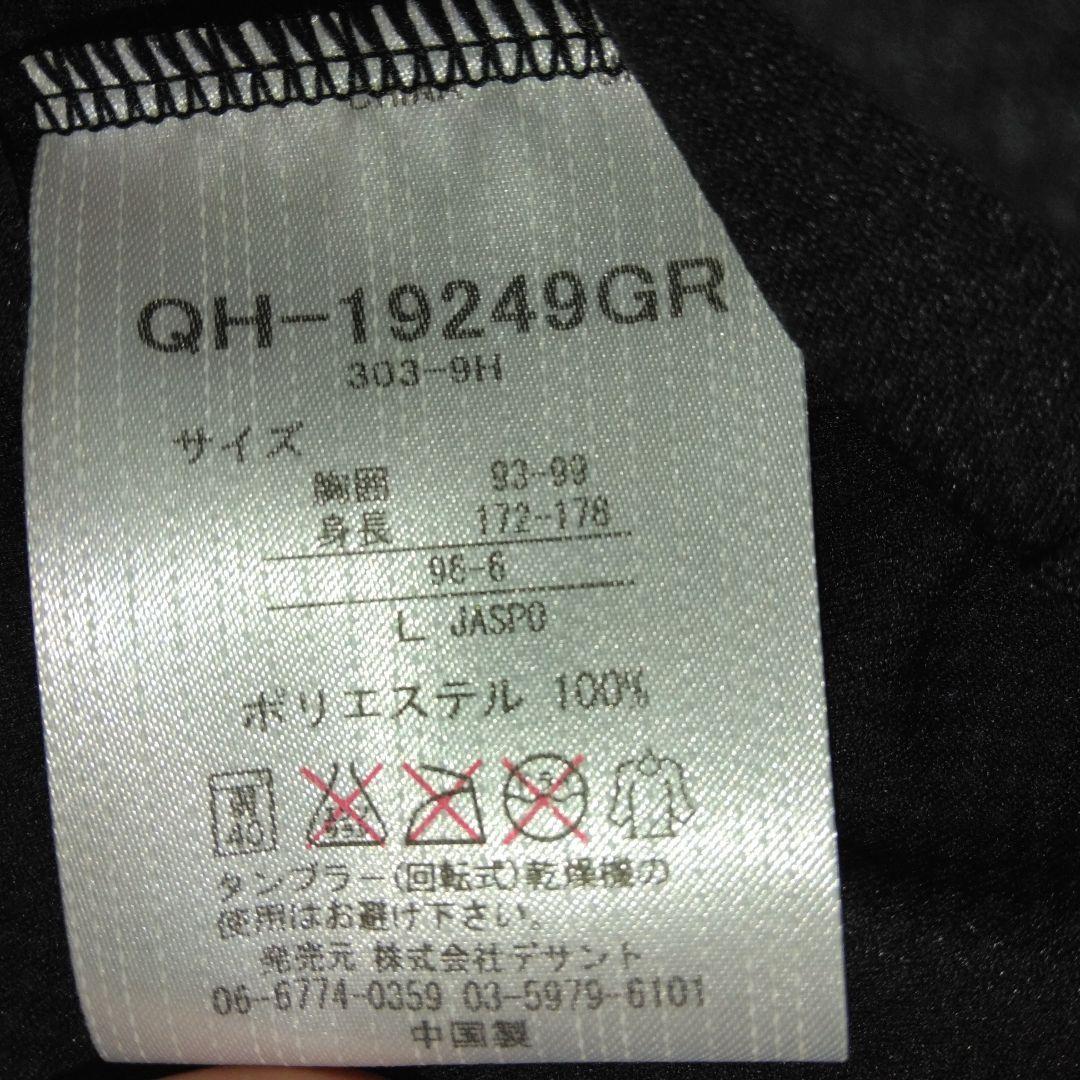 QH-19249GR
303-9H
サイズ
胸囲 93-99
身長 172-178
96-6
L JASPO
ポリエステル 100%
40
タンブラー(回転式)乾燥機の
使用はお避け下さい。
発売元 株式会社デサント
06-6774-0359 03-5979-6101
中国製